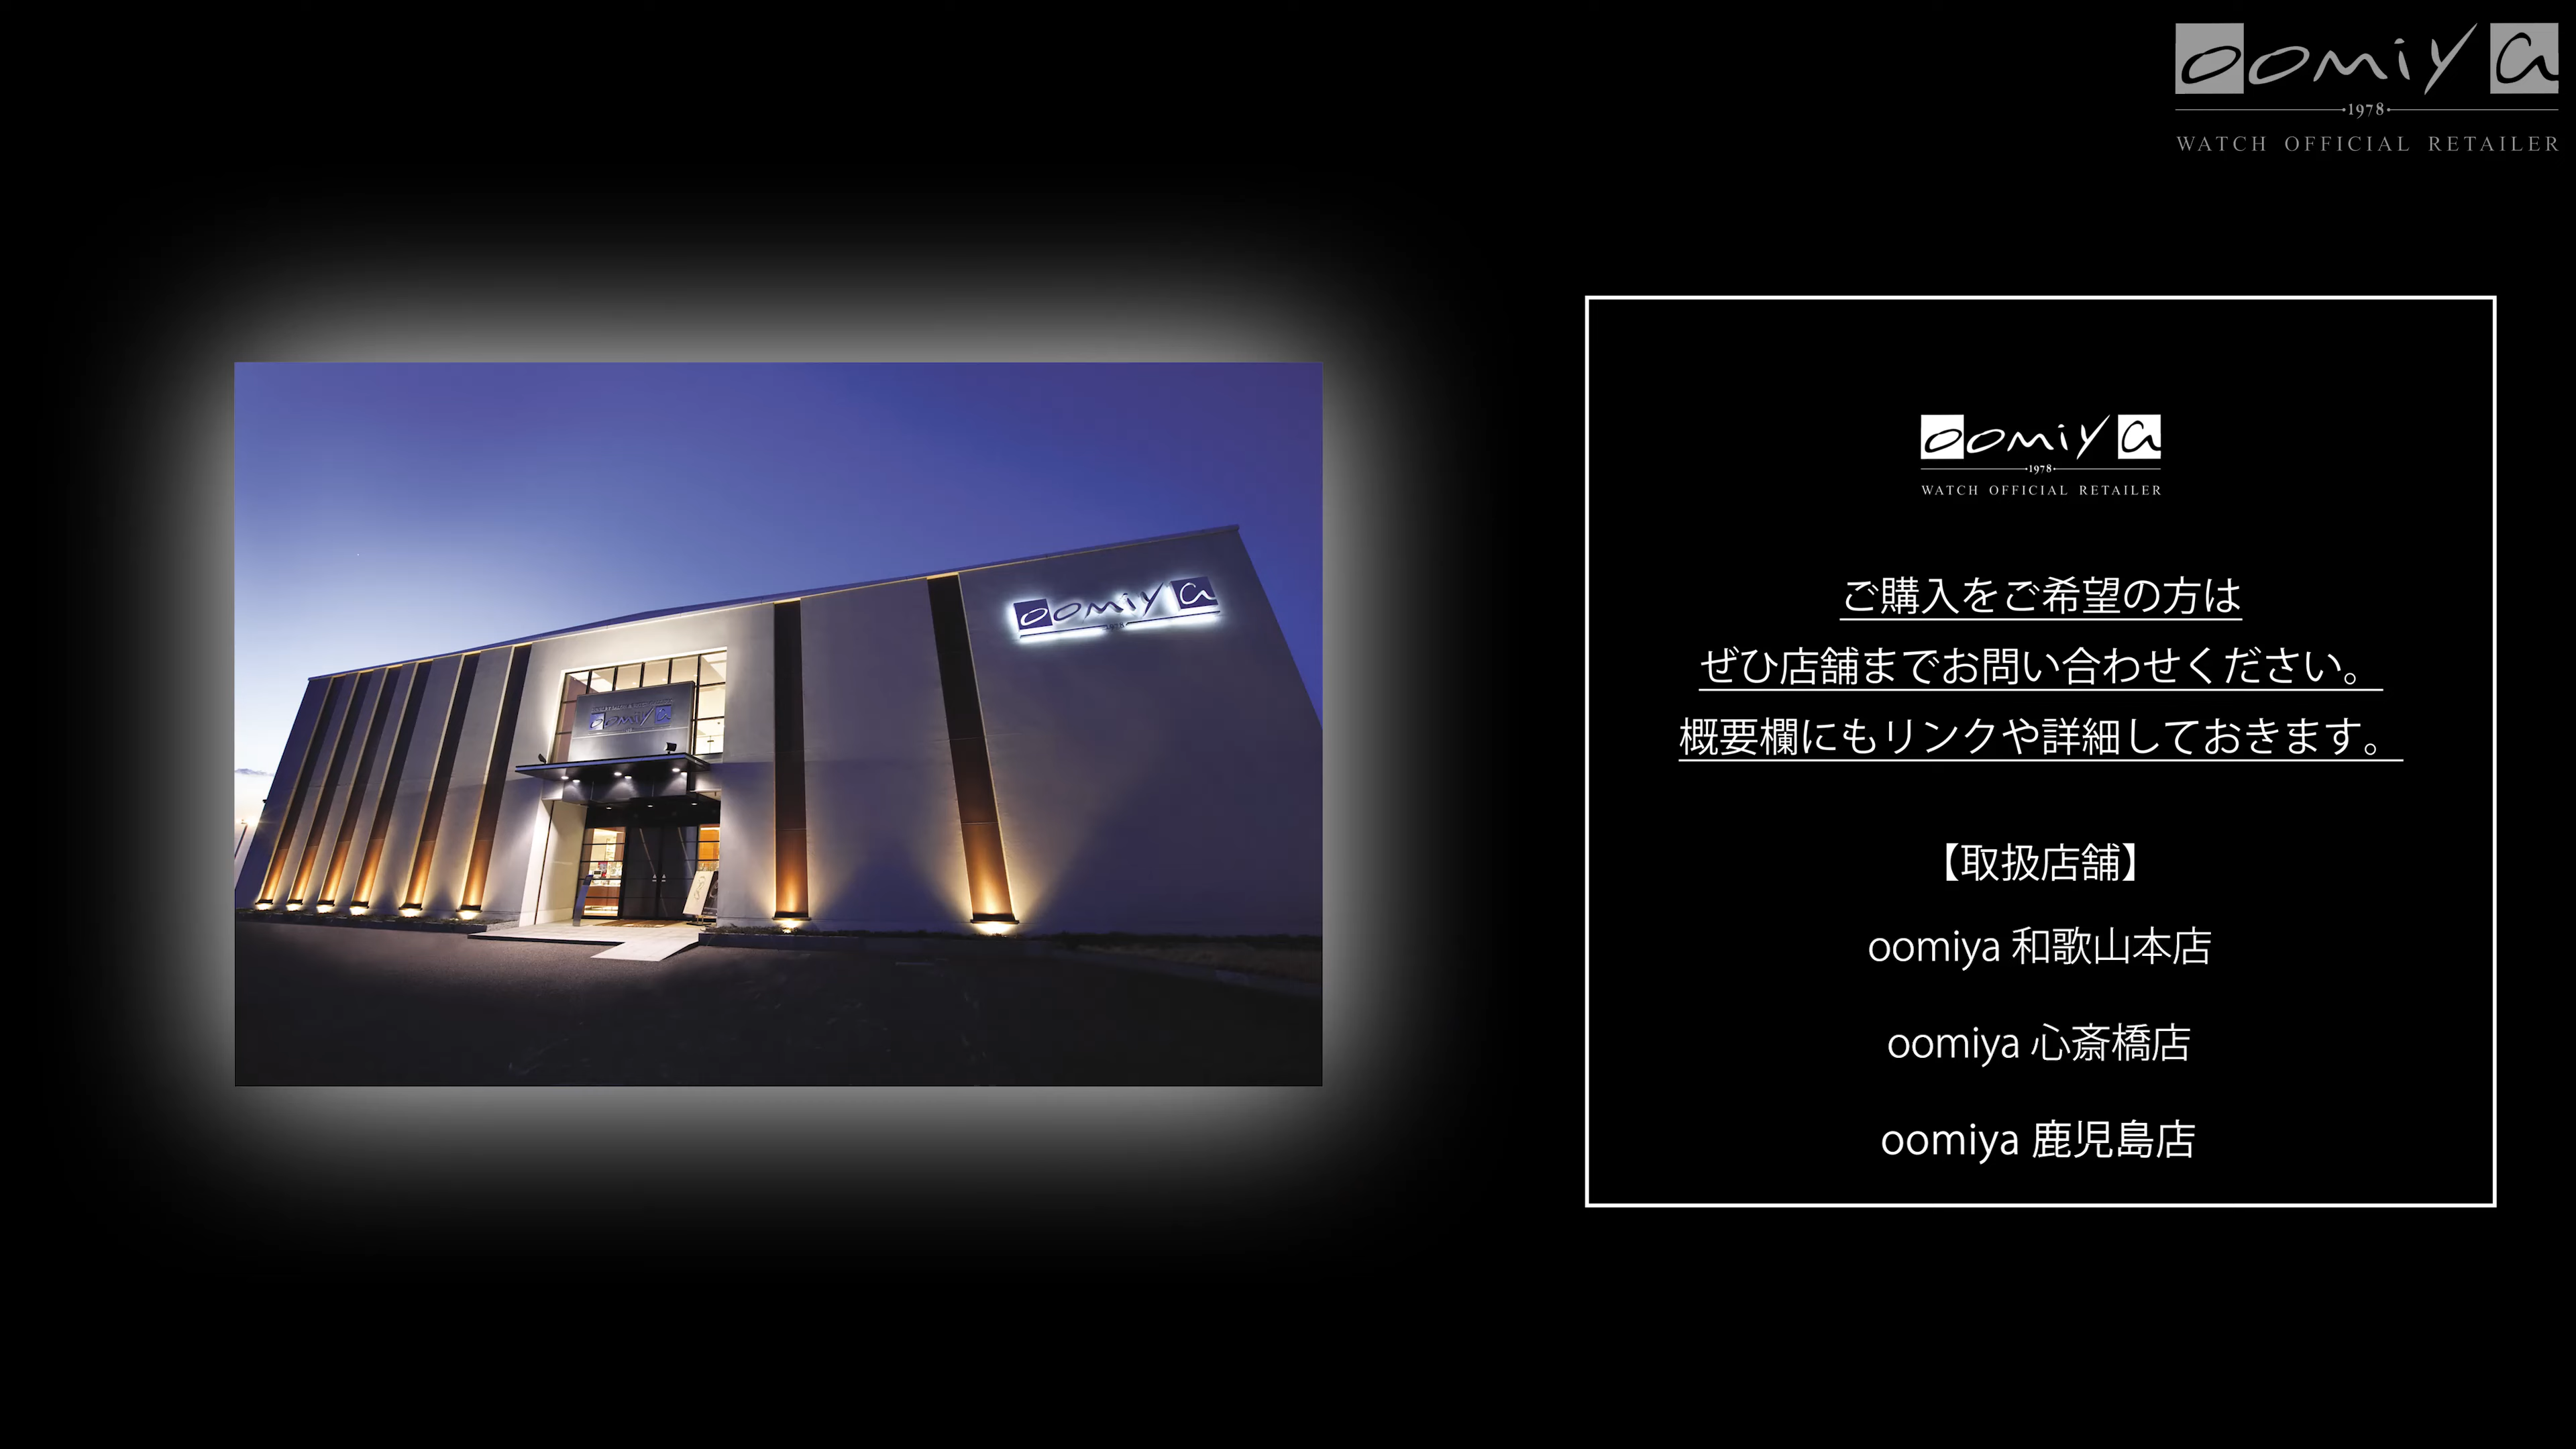 oomiya
1978
WATCH OFFICIAL RETAILER
oomiya
oomiya
oomiya
1978
WATCH OFFICIAL RETAILER
ご購入をご希望の方は
ぜひ店舗までお問い合わせください。
概要欄にもリンクや詳細しておきます。
【取扱店舗】
oomiya 和歌山本店
oomiya 心斎橋店
oomiya 鹿児島店